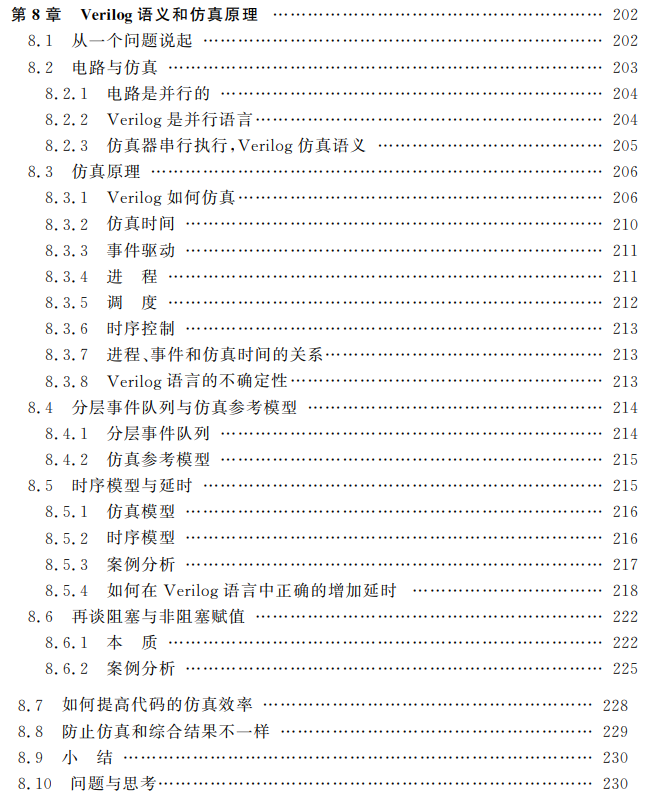 第 8 章 Verilog 语义和仿真原理 …………………………………… 202
8.1 从一个问题说起 …………………………………… 202
8.2 电路与仿真 …………………………………… 203
8.2.1 电路是并行的 …………………………………… 204
8.2.2 Verilog 是并行语言…………………………………… 204
8.2.3 仿真器串行执行,Verilog 仿真语义 …………………………………… 205
8.3 仿真原理 …………………………………… 206
8.3.1 Verilog 如何仿真…………………………………… 206
8.3.2 仿真时间 …………………………………… 210
8.3.3 事件驱动 …………………………………… 211
8.3.4 进 程 …………………………………… 211
8.3.5 调 度 …………………………………… 212
8.3.6 时序控制 …………………………………… 213
8.3.7 进程、事件和仿真时间的关系…………………………………… 213
8.3.8 Verilog 语言的不确定性…………………………………… 213
8.4 分层事件队列与仿真参考模型 …………………………………… 214
8.4.1 分层事件队列 …………………………………… 214
8.4.2 仿真参考模型 …………………………………… 215
8.5 时序模型与延时 …………………………………… 215
8.5.1 仿真模型 …………………………………… 216
8.5.2 时序模型 …………………………………… 216
8.5.3 案例分析 …………………………………… 217
8.5.4 如何在 Verilog 语言中正确的增加延时 …………………………………… 218
8.6 再谈阻塞与非阻塞赋值 …………………………………… 222
8.6.1 本 质 …………………………………… 222
8.6.2 案例分析 …………………………………… 225
8.7 如何提高代码的仿真效率 …………………………………… 228
8.8 防止仿真和综合结果不一样 …………………………………… 229
8.9 小 结 …………………………………… 230
8.10 问题与思考…………………………………… 230